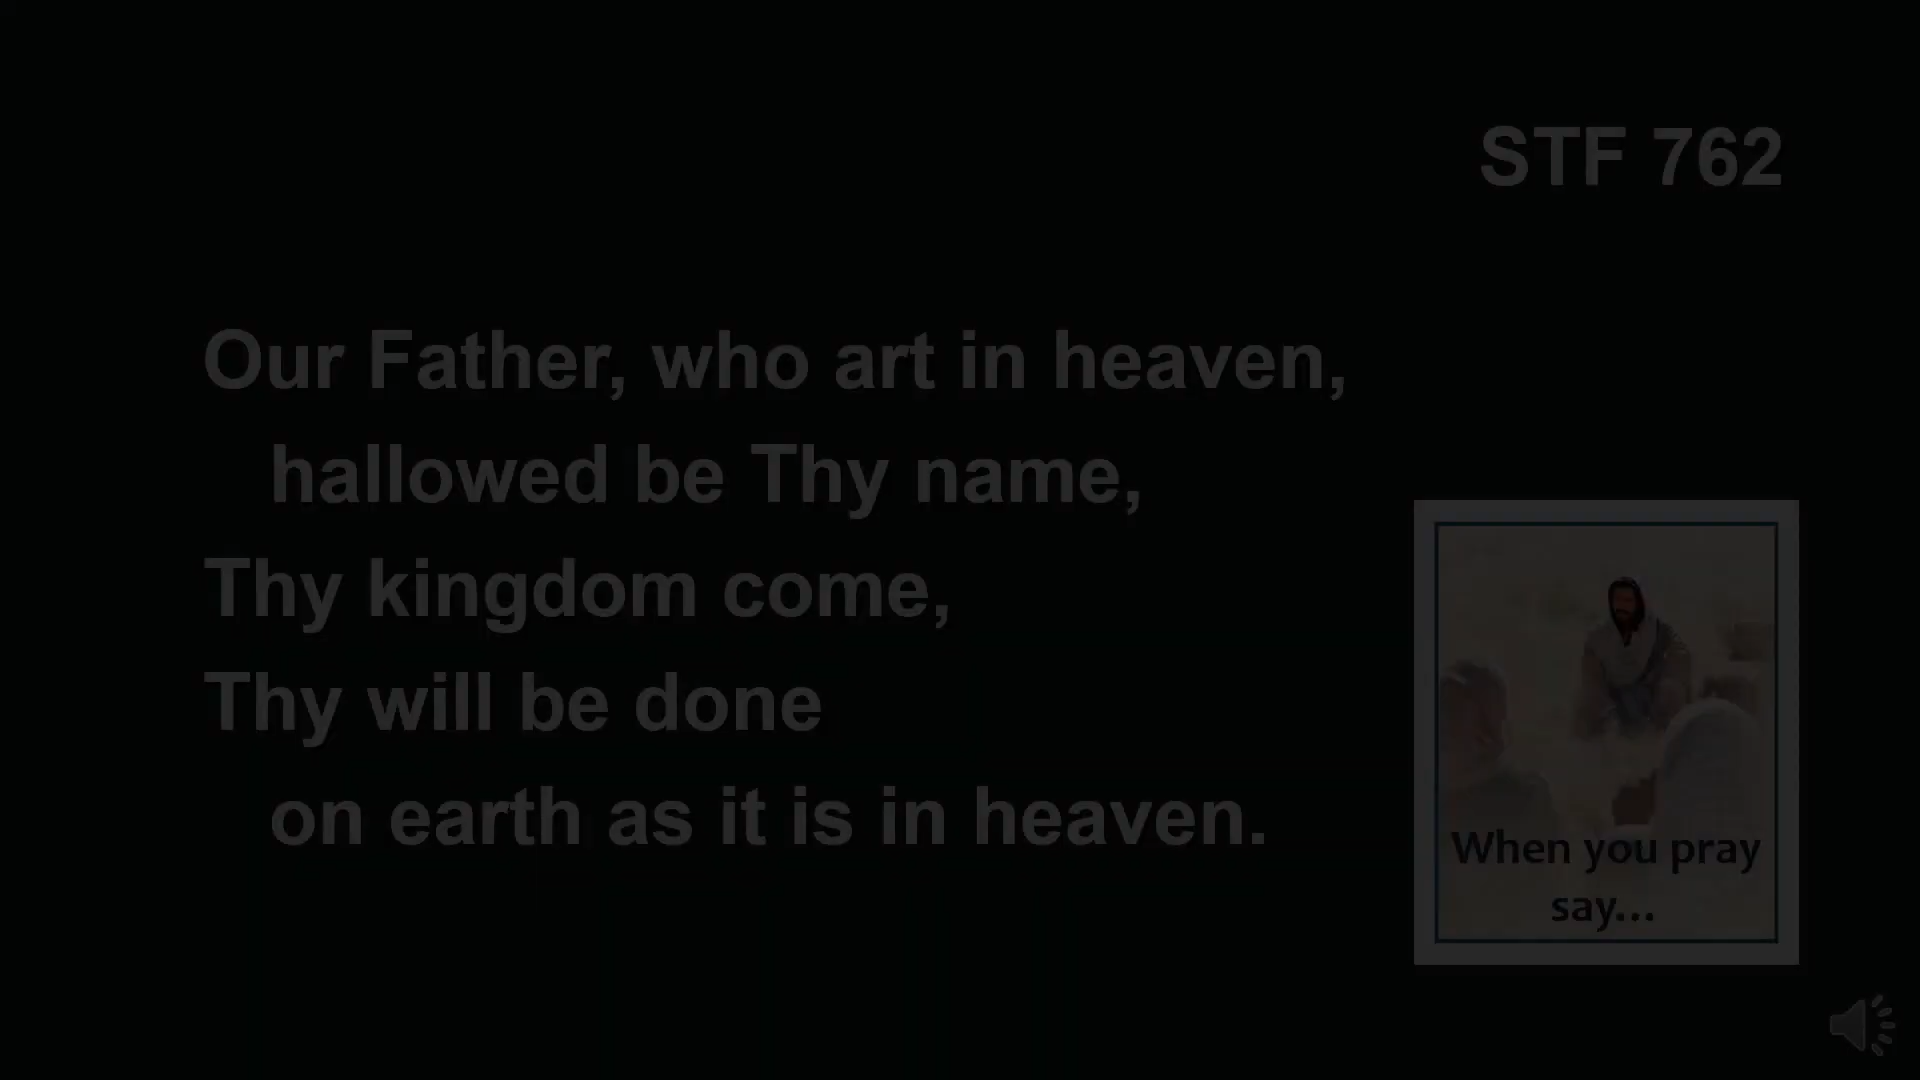 STF 762
Our Father, who art in heaven,
hallowed be Thy name,
Thy kingdom come,
Thy will be done
on earth as it is in heaven.
When you pray
say...